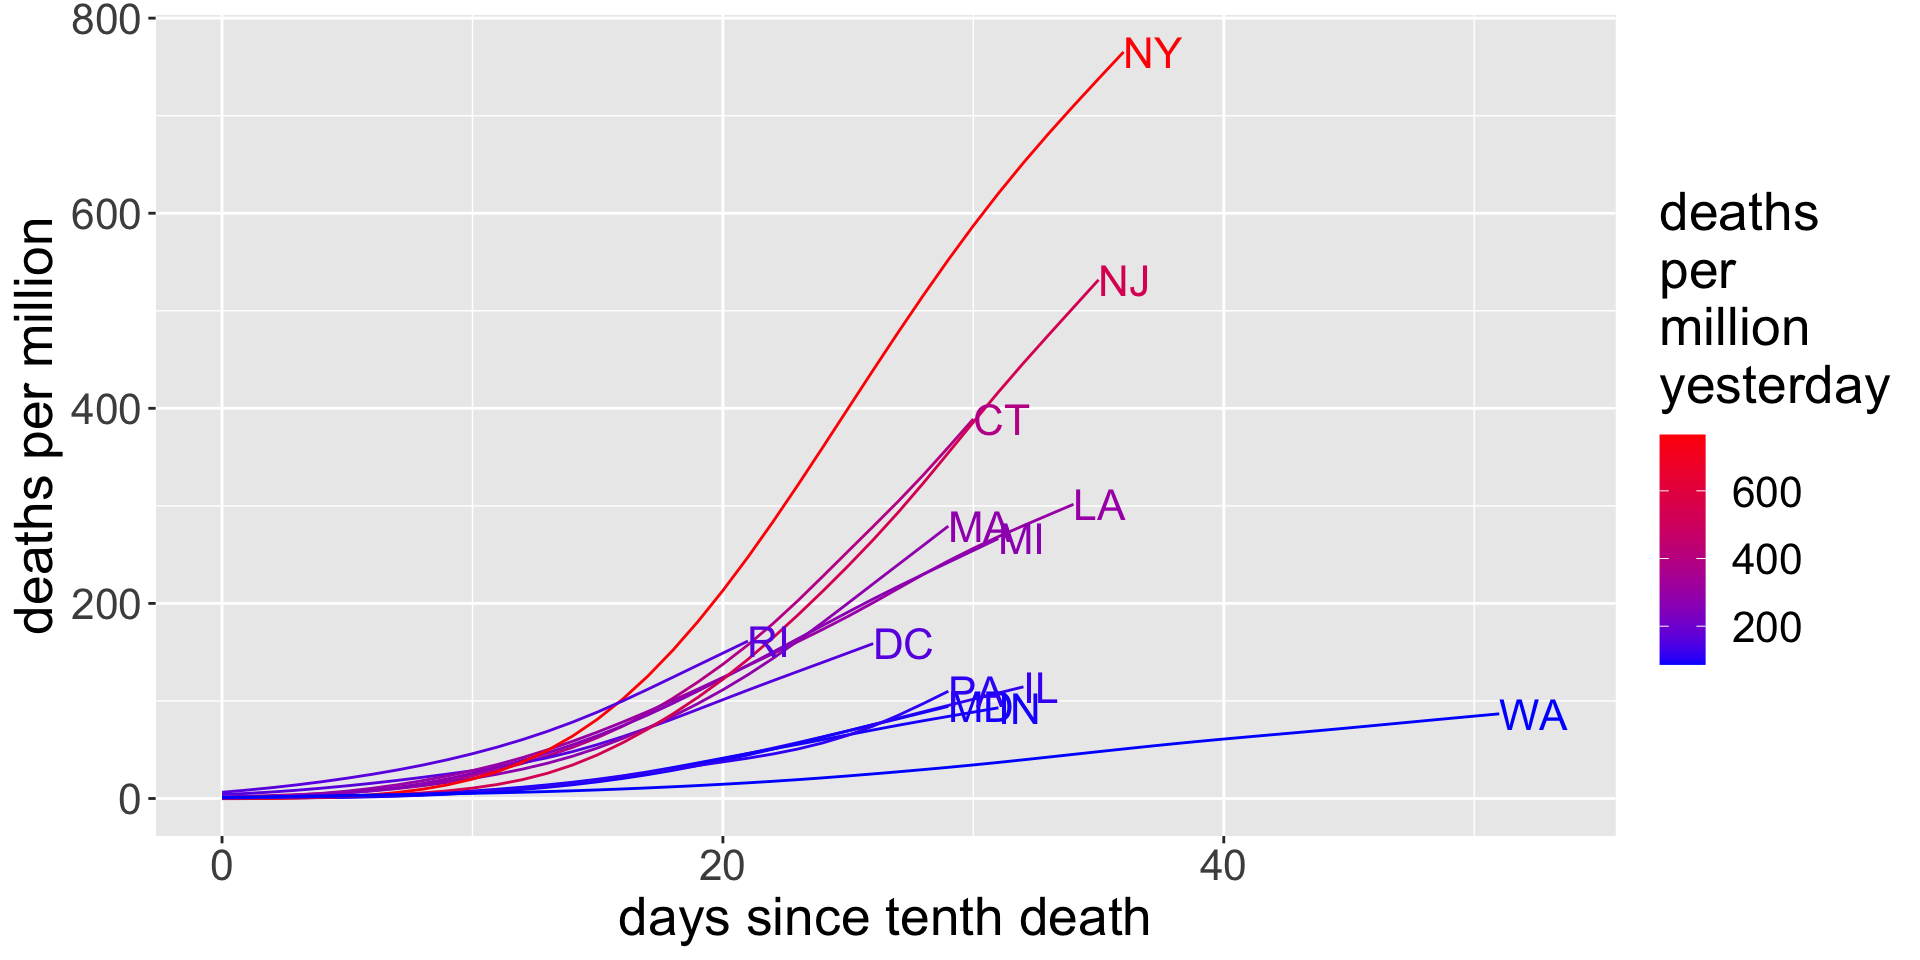 800
600
400
200
0
deaths per million
NY
NJ
CT
LA
MA
MI
RI
DC
PA
IL
MD
IN
WA
0
20
40
days since tenth death
deaths
per
million
yesterday
600
400
200